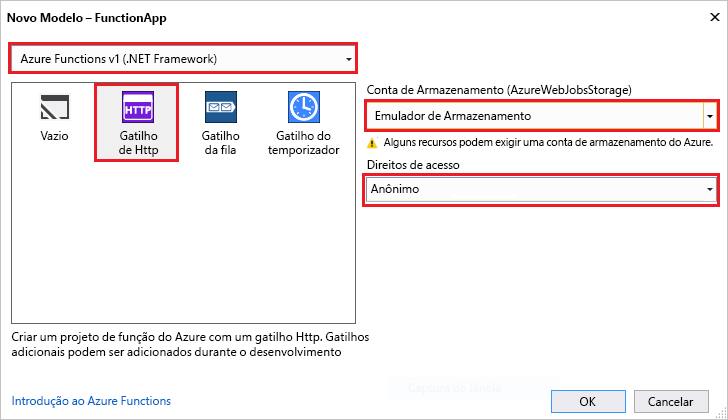 Novo Modelo – FunctionApp
Azure Functions v1 (.NET Framework)
Vazio
HTTP
Gatilho
de Http
Gatilho
da fila
Gatilho do
temporizador
Conta de Armazenamento (AzureWebJobsStorage)
Emulador de Armazenamento
Alguns recursos podem exigir uma conta de armazenamento do Azure.
Direitos de acesso
Anônimo
Criar um projeto de função do Azure com um gatilho Http. Gatilhos
adicionais podem ser adicionados durante o desenvolvimento
Introdução ao Azure Functions
OK
Cancelar